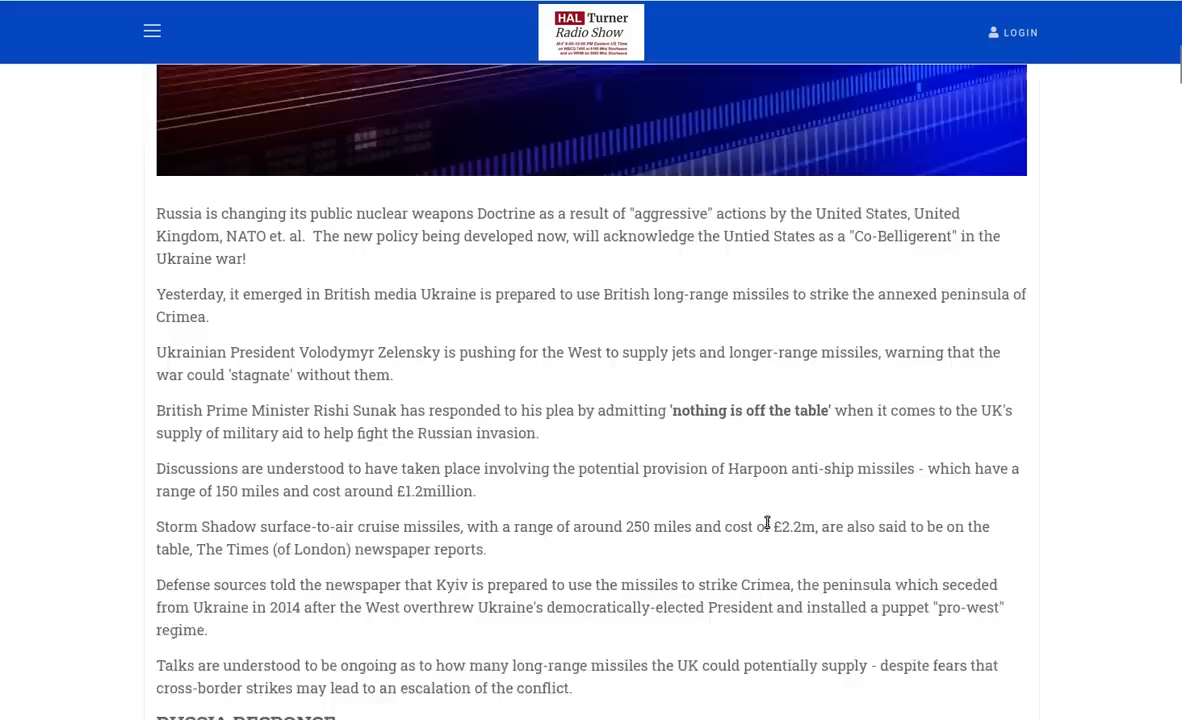 HAL Turner
Radio Show
M-F 9:00-10:00 PM Eastern US Time
LOGIN
Russia is changing its public nuclear weapons Doctrine as a result of "aggressive" actions by the United States, United
Kingdom, NATO et. al.  The new policy being developed now, will acknowledge the Untied States as a "Co-Belligerent" in the
Ukraine war!
Yesterday, it emerged in British media Ukraine is prepared to use British long-range missiles to strike the annexed peninsula of
Crimea.
Ukrainian President Volodymyr Zelensky is pushing for the West to supply jets and longer-range missiles, warning that the
war could 'stagnate' without them.
British Prime Minister Rishi Sunak has responded to his plea by admitting 'nothing is off the table' when it comes to the UK's
supply of military aid to help fight the Russian invasion.
Discussions are understood to have taken place involving the potential provision of Harpoon anti-ship missiles - which have a
range of 150 miles and cost around £1.2million.
Storm Shadow surface-to-air cruise missiles, with a range of around 250 miles and cost of £2.2m, are also said to be on the
table, The Times (of London) newspaper reports.
Defense sources told the newspaper that Kyiv is prepared to use the missiles to strike Crimea, the peninsula which seceded
from Ukraine in 2014 after the West overthrew Ukraine's democratically-elected President and installed a puppet "pro-west"
regime.
Talks are understood to be ongoing as to how many long-range missiles the UK could potentially supply - despite fears that
cross-border strikes may lead to an escalation of the conflict.
RUSSIA RESPONSE